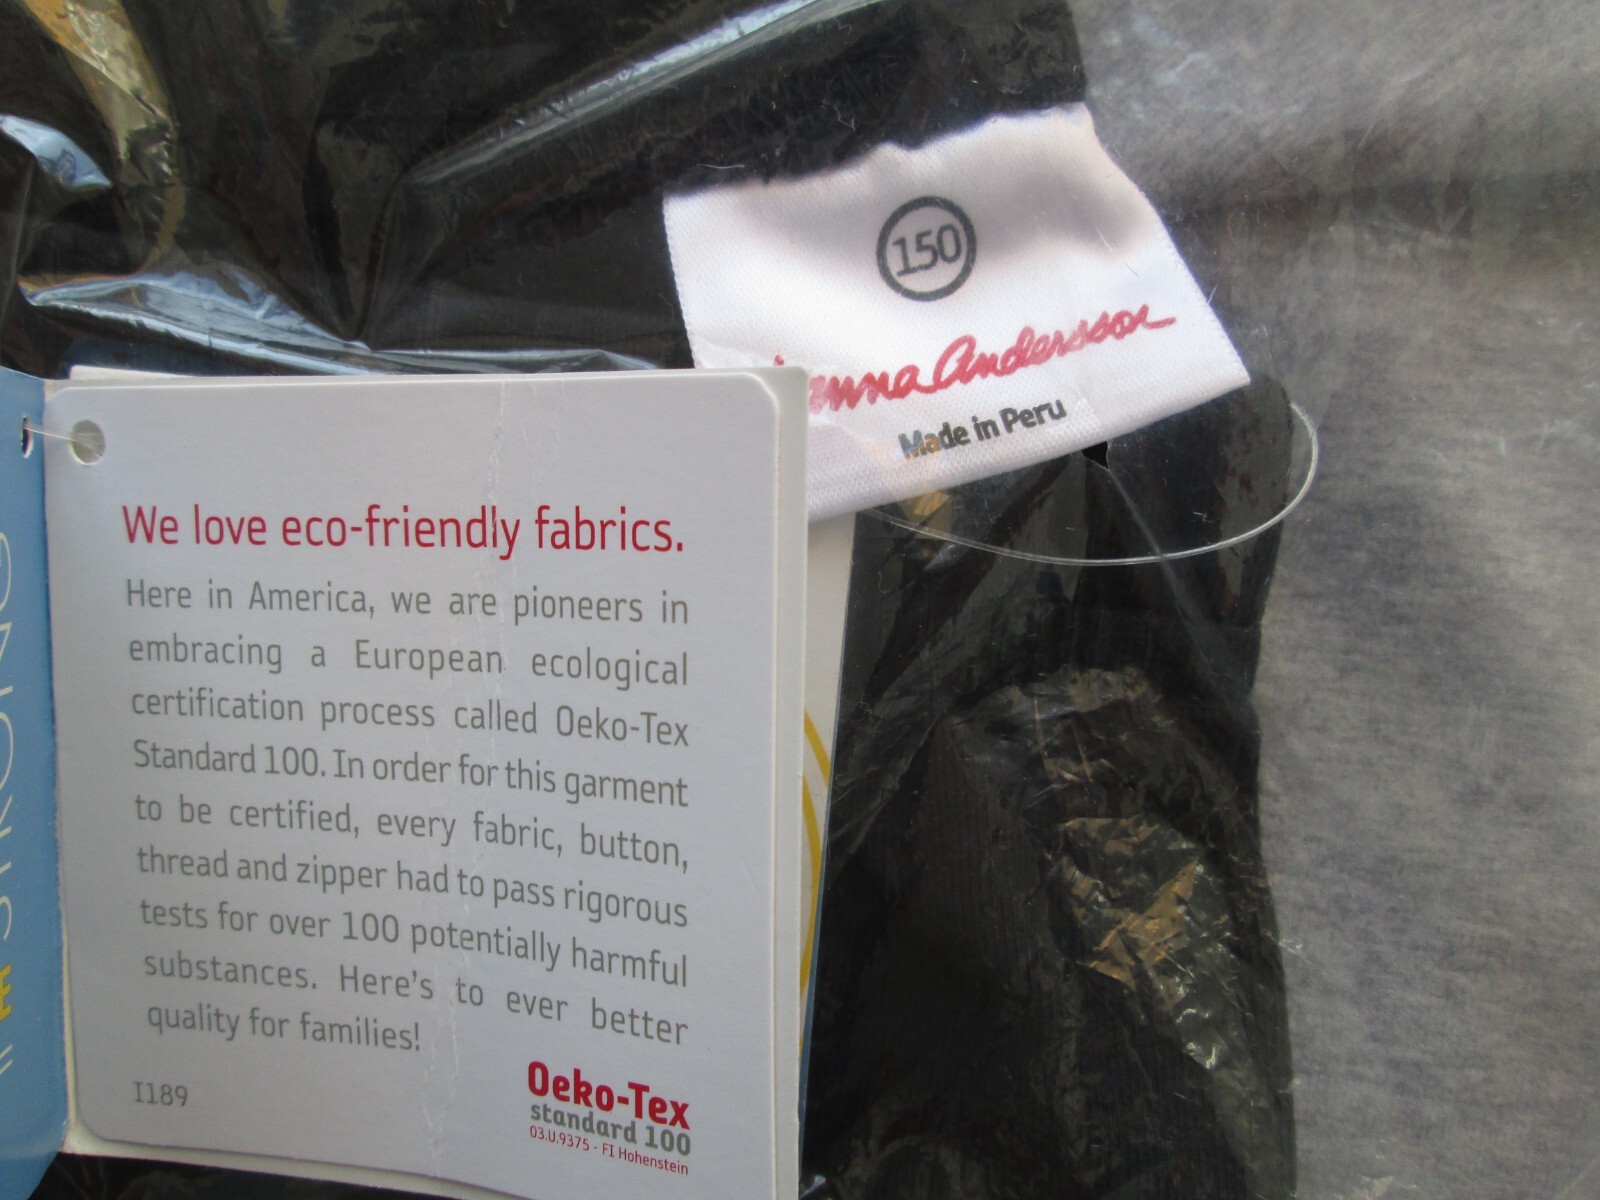 150
Andersson
Made in Peru
We love eco-friendly fabrics.
Here in America, we are pioneers in
embracing a European ecological
certification process called Oeko-Tex
Standard 100. In order for this garment
to be certified, every fabric, button,
thread and zipper had to pass rigorous
tests for over 100 potentially harmful
substances. Here's to ever better
quality for families!
I189
Oeko-Tex
standard 100
03.U.9375 - FI Hohenstein